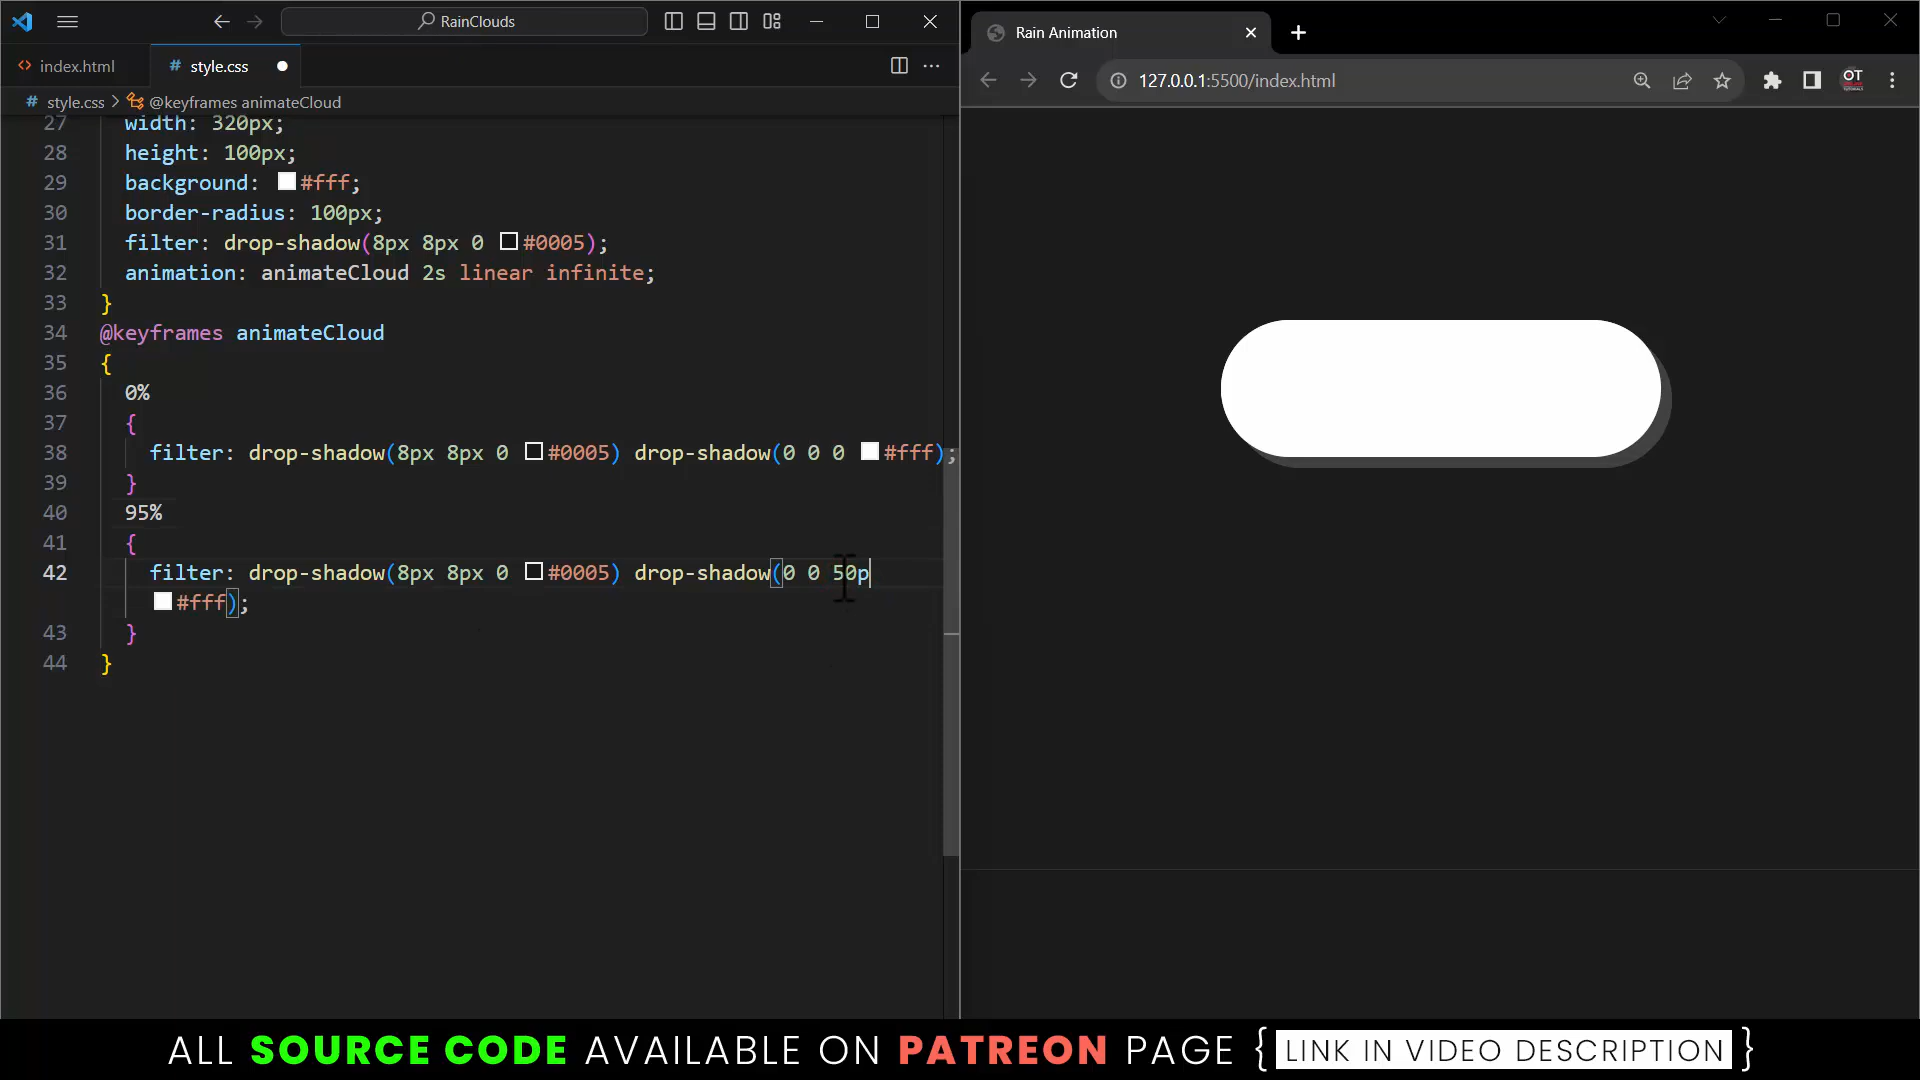 RainClouds
index.html
# style.css
# style.css > @keyframes animateCloud
27 width: 320px;
28 height: 100px;
29 background: #fff;
30 border-radius: 100px;
31 filter: drop-shadow(8px 8px 0 #0005);
32 animation: animateCloud 2s linear infinite;
33 }
34 @keyframes animateCloud
35 {
36 0%
37 {
38 filter: drop-shadow(8px 8px 0 #0005) drop-shadow(0 0 0 #fff);
39 }
40 95%
41 {
42 filter: drop-shadow(8px 8px 0 #0005) drop-shadow(0 0 50p
#fff);
43 }
44 }
Rain Animation
127.0.0.1:5500/index.html
OT
ALL SOURCE CODE AVAILABLE ON PATREON PAGE { LINK IN VIDEO DESCRIPTION }